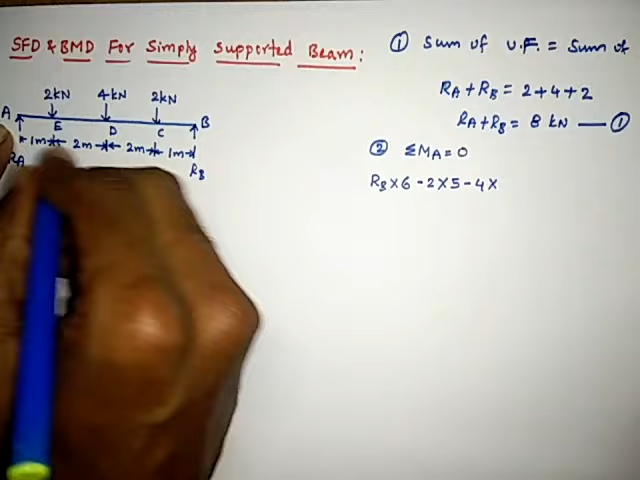 SFD & BMD For Simply Supported Beam:
2kN 4kN 2kN
A B
E D C
1m 2m 2m 1m
RA RB
① Sum of U.F. = Sum of
RA + RB = 2+4+2
RA+RB = 8 kN — ①
② ΣMA = 0
RB×6 -2×5 -4×